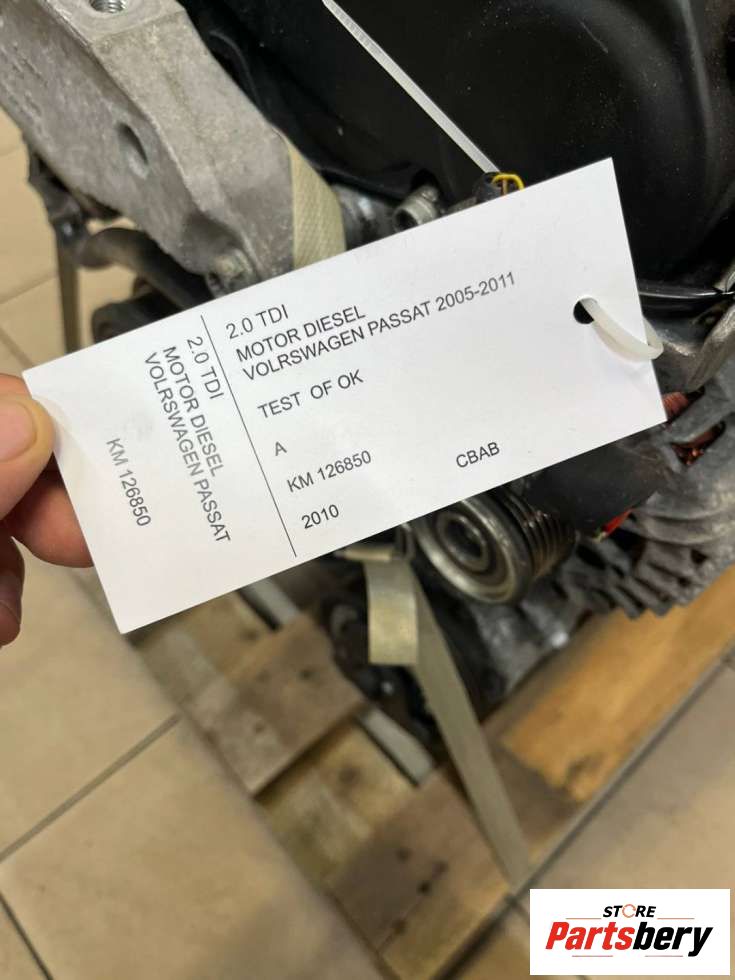 2.0 TDI
MOTOR DIESEL
VOLRSWAGEN PASSAT 2005-2011
TEST OF OK
A
KM 126850
CBAB
2010
2.0 TDI
MOTOR DIESEL
VOLRSWAGEN PASSAT
KM 126850
STORE
Partsbery